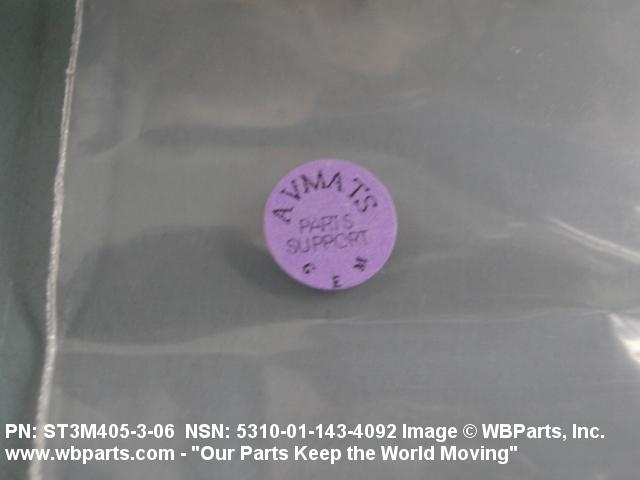 AVMATS
PARTS
SUPPORT
GEM
PN: ST3M405-3-06 NSN: 5310-01-143-4092 Image © WBParts, Inc.
www.wbparts.com - "Our Parts Keep the World Moving"